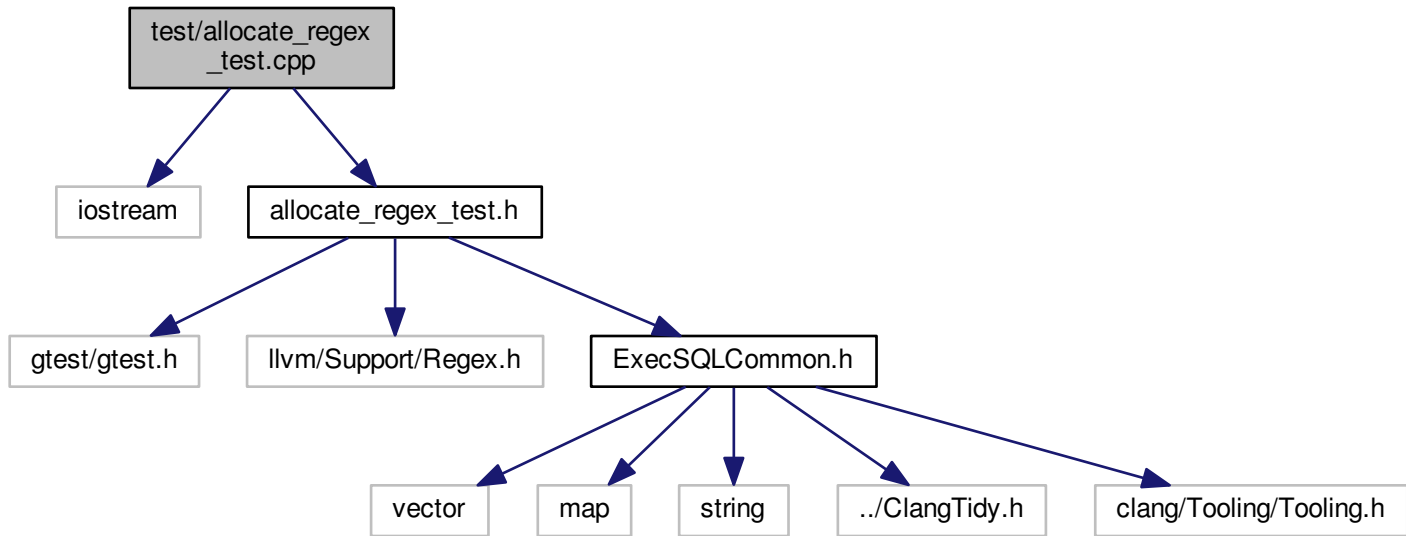 test/allocate_regex
_test.cpp
iostream
allocate_regex_test.h
gtest/gtest.h
llvm/Support/Regex.h
ExecSQLCommon.h
vector
map
string
../ClangTidy.h
clang/Tooling/Tooling.h